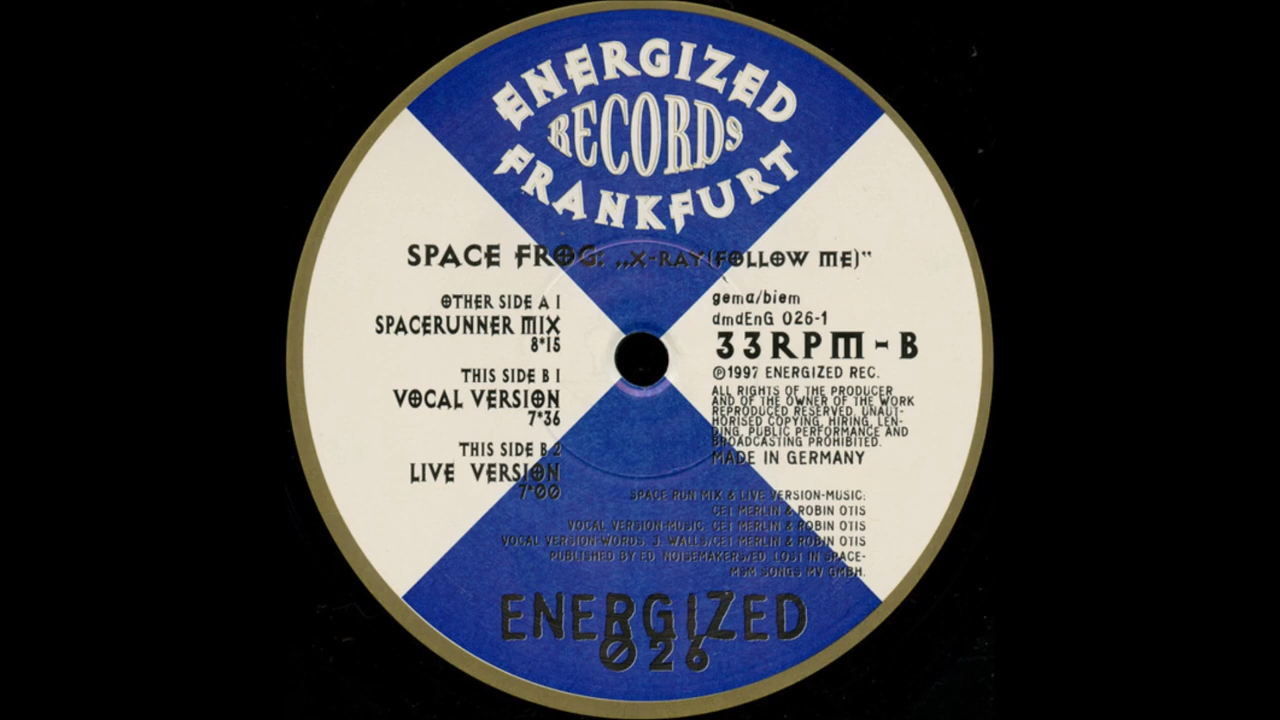 ENERGIZED
RECORDS
FRANKFURT
SPACE FROG: „X-RAY(FOLLOW ME)“
OTHER SIDE A 1
SPACERUNNER MIX
8*15
THIS SIDE B 1
VOCAL VERSION
7*36
THIS SIDE B 2
LIVE VERSION
7*00
gema/biem
dmdEnG 026-1
33RPM-B
℗1997 ENERGIZED REC.
ALL RIGHTS OF THE PRODUCER
AND OF THE OWNER OF THE WORK
REPRODUCED RESERVED. UNAUT-
HORISED COPYING, HIRING, LEN-
DING, PUBLIC PERFORMANCE AND
BROADCASTING PROHIBITED.
MADE IN GERMANY
SPACE RUN MIX & LIVE VERSION-MUSIC:
CET MERLIN & ROBIN OTIS
VOCAL VERSION-MUSIC: CET MERLIN & ROBIN OTIS
VOCAL VERSION-WORDS: J. WALLS/CET MERLIN & ROBIN OTIS
PUBLISHED BY ED. NOISEMAKERS/ED. LOST IN SPACE-
MSM SONGS MV GMBH.
ENERGIZED
026